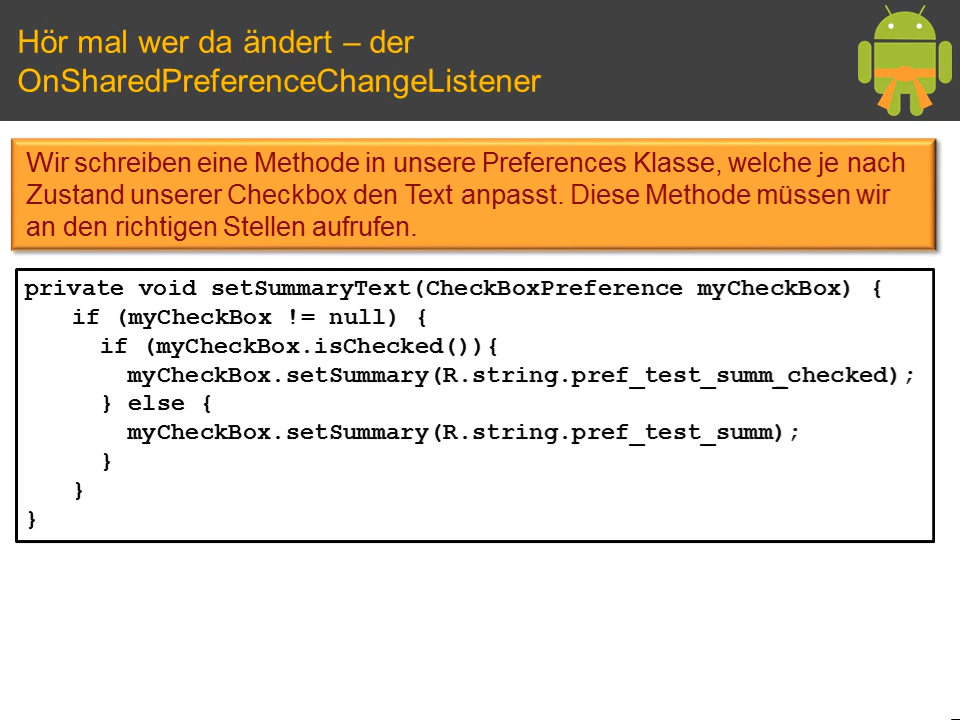 Hör mal wer da ändert – der
OnSharedPreferenceChangeListener
Wir schreiben eine Methode in unsere Preferences Klasse, welche je nach
Zustand unserer Checkbox den Text anpasst. Diese Methode müssen wir
an den richtigen Stellen aufrufen.
private void setSummaryText(CheckBoxPreference myCheckBox) {
if (myCheckBox != null) {
if (myCheckBox.isChecked()){
myCheckBox.setSummary(R.string.pref_test_summ_checked);
} else {
myCheckBox.setSummary(R.string.pref_test_summ);
}
}
}